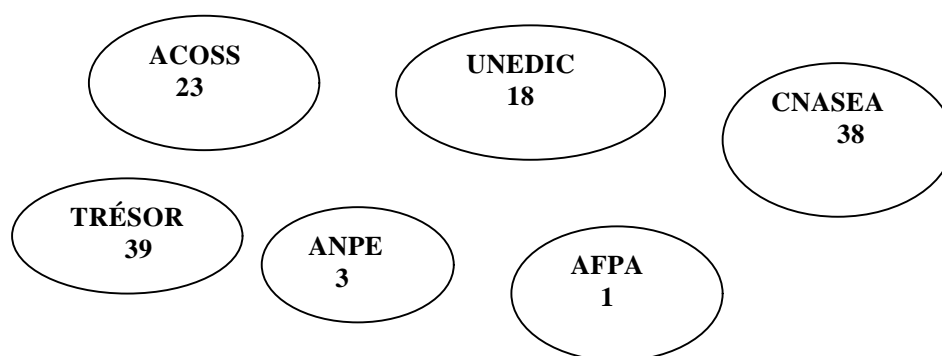 ACOSS
23
UNEDIC
18
CNASEA
38
TRÉSOR
39
ANPE
3
AFPA
1